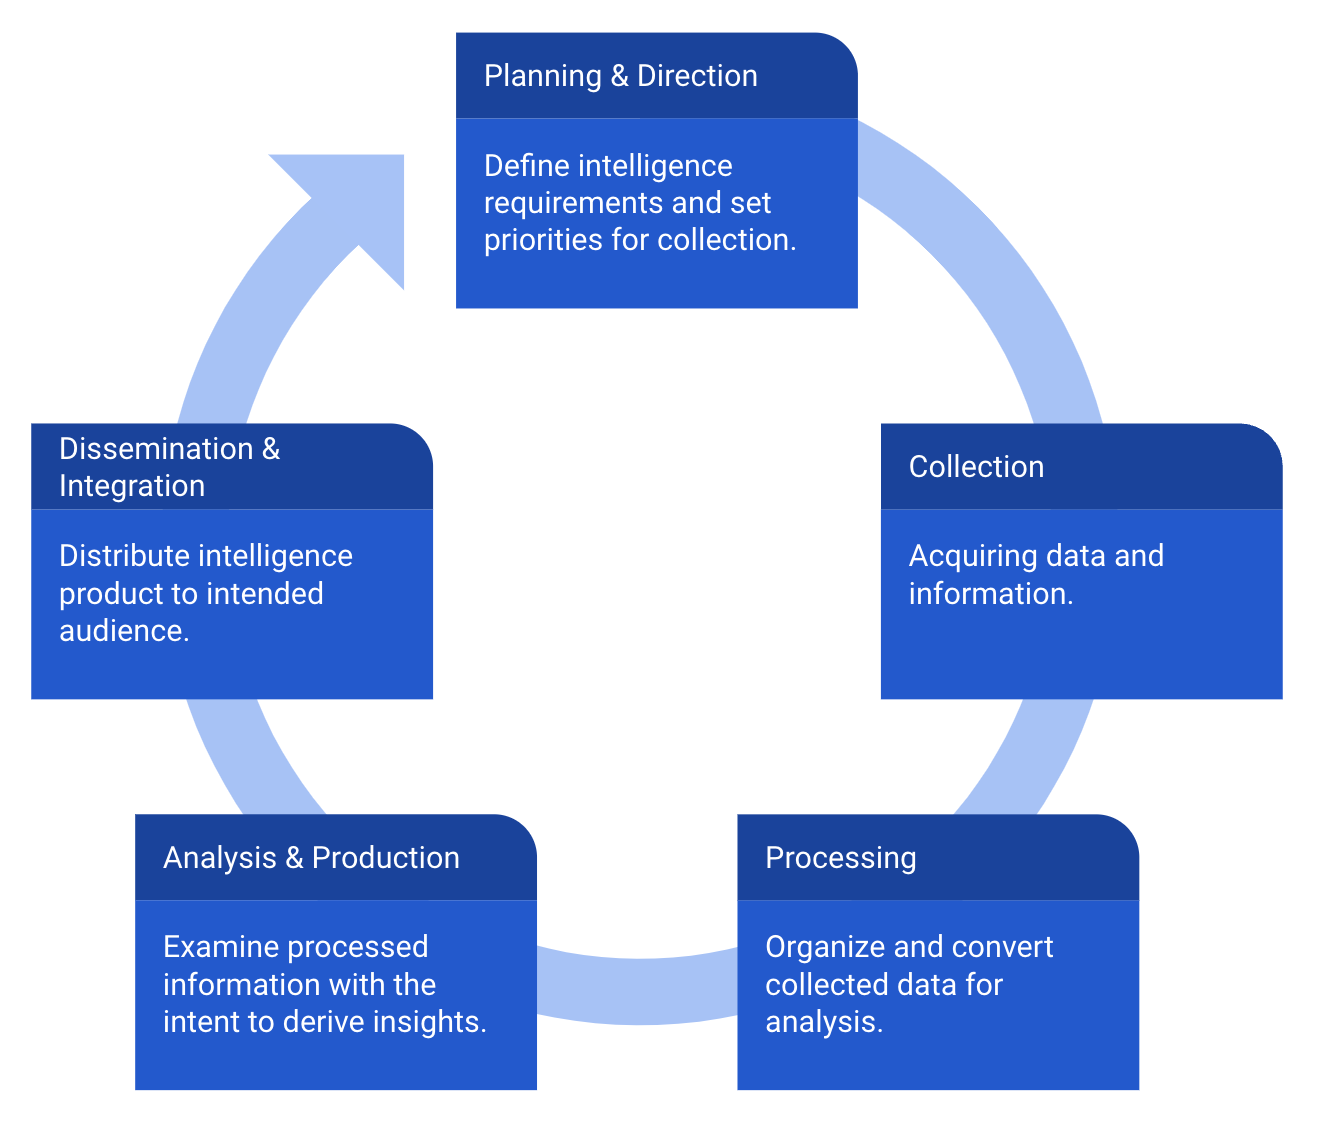 Planning & Direction
Define intelligence
requirements and set
priorities for collection.
Collection
Acquiring data and
information.
Processing
Organize and convert
collected data for
analysis.
Analysis & Production
Examine processed
information with the
intent to derive insights.
Dissemination &
Integration
Distribute intelligence
product to intended
audience.